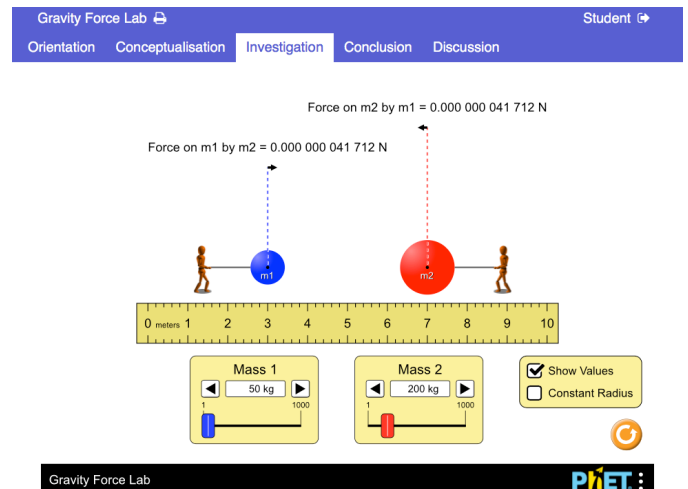 Gravity Force Lab Student
Orientation Conceptualisation Investigation Conclusion Discussion
Force on m2 by m1 = 0.000 000 041 712 N
Force on m1 by m2 = 0.000 000 041 712 N
m1 m2
0 meters 1 2 3 4 5 6 7 8 9 10
Mass 1 Mass 2
Show Values
50 kg 200 kg
Constant Radius
1 1000 1 1000
Gravity Force Lab PhET